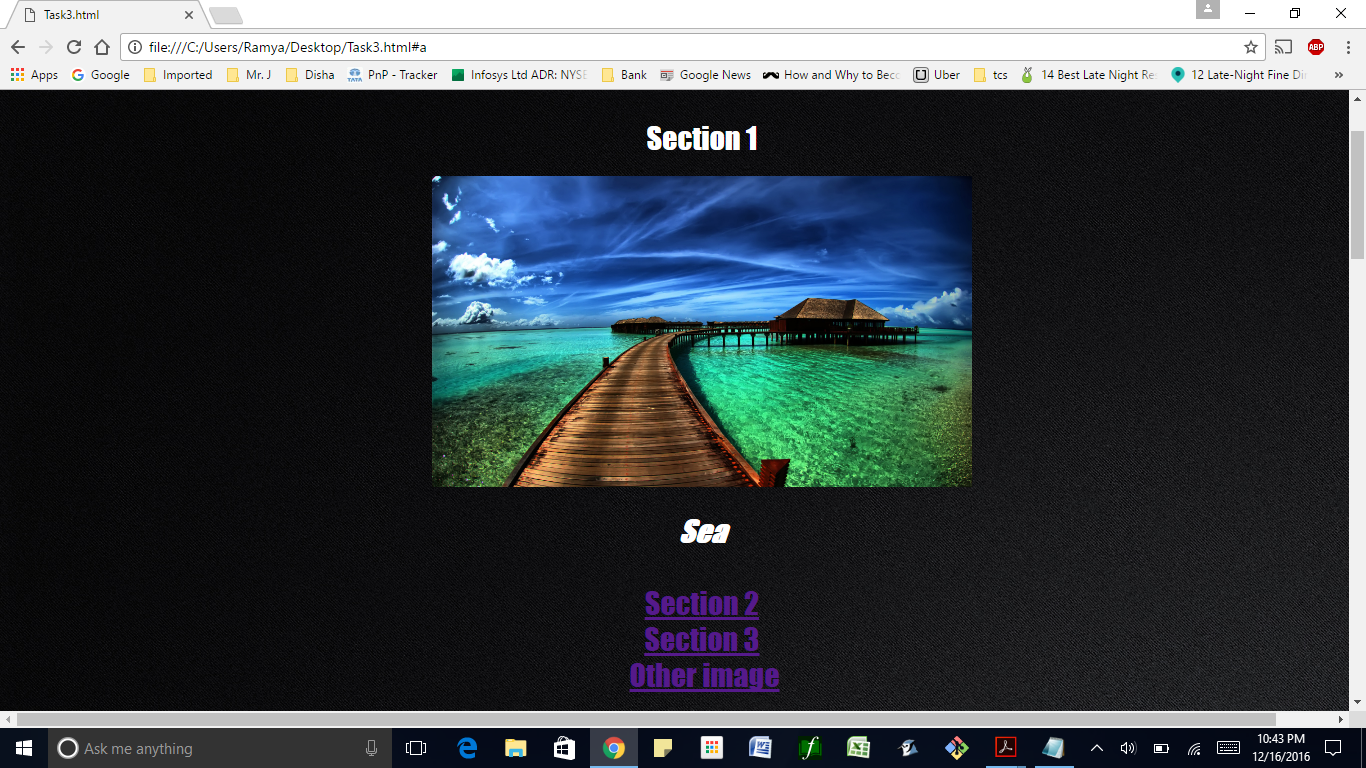 Task3.html
file:///C:/Users/Ramya/Desktop/Task3.html#a
ABP
Apps Google Imported Mr. J Disha TATA PnP - Tracker Infosys Ltd ADR: NYSE Bank Google News How and Why to Beco Uber tcs 14 Best Late Night Re 12 Late-Night Fine Di
Section 1
Sea
Section 2
Section 3
Other image
Ask me anything
10:43 PM
12/16/2016